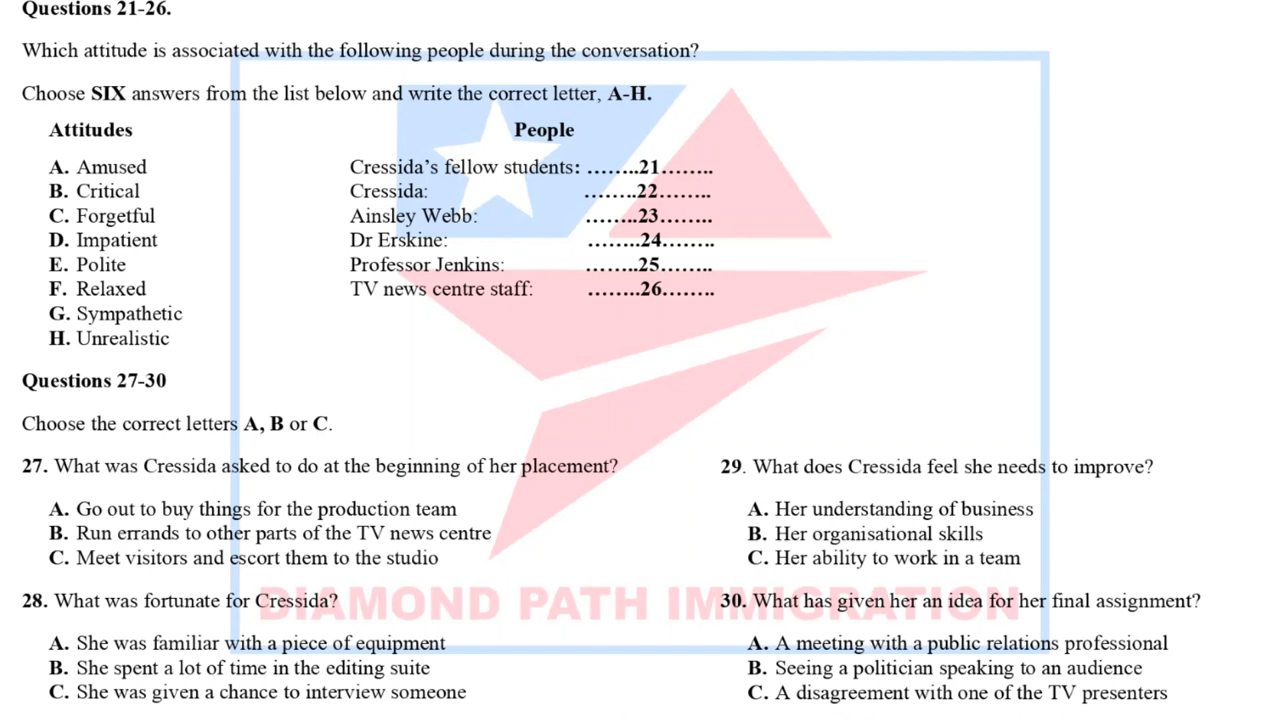 Questions 21-26.
Which attitude is associated with the following people during the conversation?
Choose SIX answers from the list below and write the correct letter, A-H.
Attitudes People
A. Amused Cressida's fellow students: ........21........
B. Critical Cressida: ........22........
C. Forgetful Ainsley Webb: ........23........
D. Impatient Dr Erskine: ........24........
E. Polite Professor Jenkins: ........25........
F. Relaxed TV news centre staff: ........26........
G. Sympathetic
H. Unrealistic
Questions 27-30
Choose the correct letters A, B or C.
27. What was Cressida asked to do at the beginning of her placement?
A. Go out to buy things for the production team
B. Run errands to other parts of the TV news centre
C. Meet visitors and escort them to the studio
28. What was fortunate for Cressida?
A. She was familiar with a piece of equipment
B. She spent a lot of time in the editing suite
C. She was given a chance to interview someone
29. What does Cressida feel she needs to improve?
A. Her understanding of business
B. Her organisational skills
C. Her ability to work in a team
30. What has given her an idea for her final assignment?
A. A meeting with a public relations professional
B. Seeing a politician speaking to an audience
C. A disagreement with one of the TV presenters
DIAMOND PATH IMMIGRATION